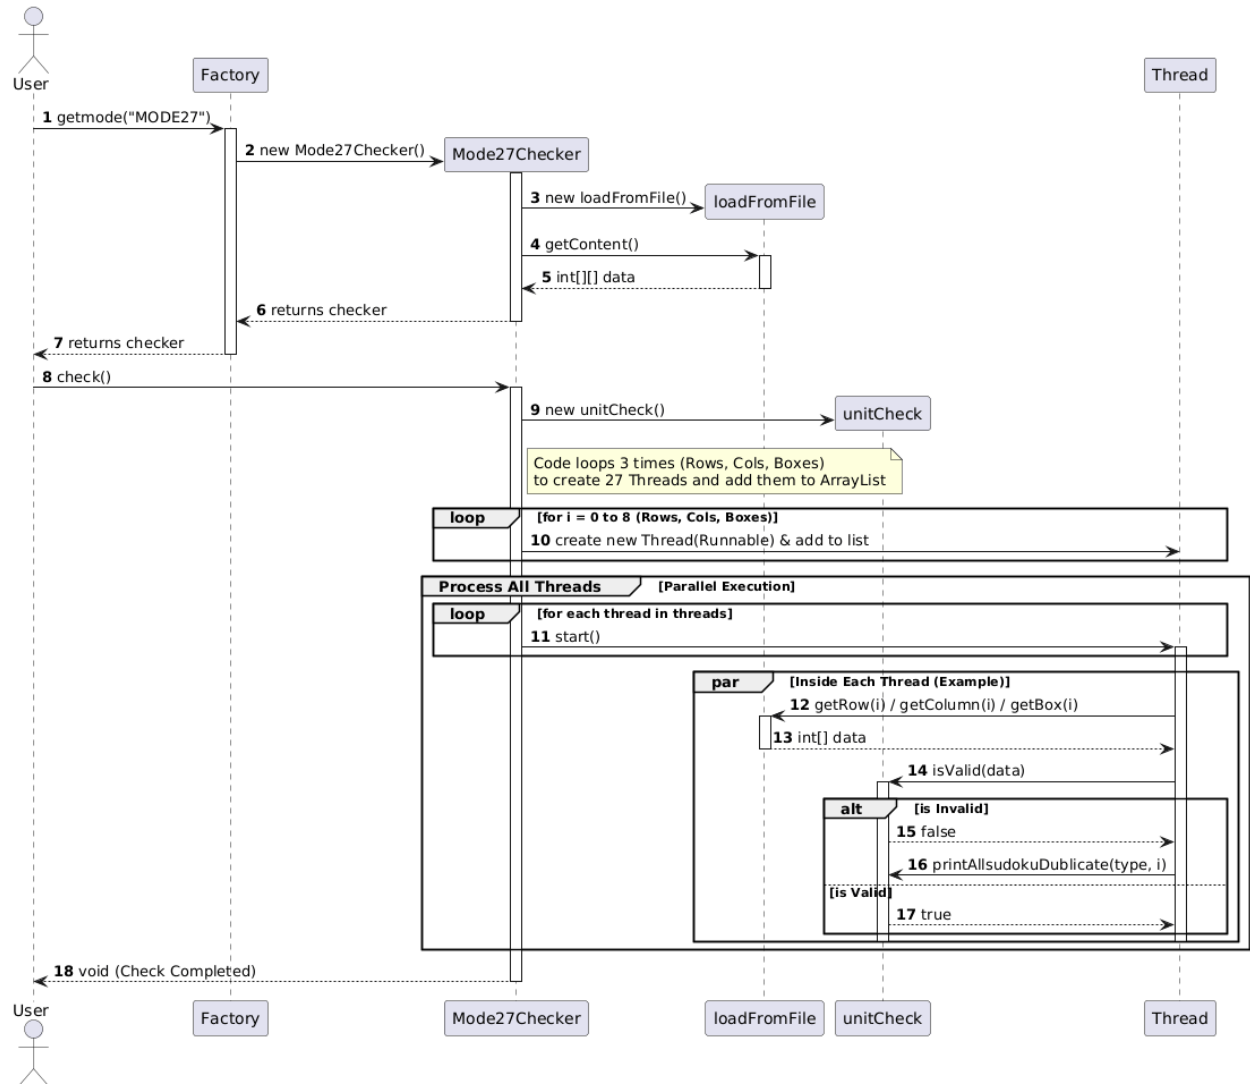 User
Factory
Thread
1 getmode("MODE27")
2 new Mode27Checker()
Mode27Checker
3 new loadFromFile()
loadFromFile
4 getContent()
5 int[][] data
6 returns checker
7 returns checker
8 check()
9 new unitCheck()
unitCheck
Code loops 3 times (Rows, Cols, Boxes)
to create 27 Threads and add them to ArrayList
loop [for i = 0 to 8 (Rows, Cols, Boxes)]
10 create new Thread(Runnable) & add to list
Process All Threads [Parallel Execution]
loop [for each thread in threads]
11 start()
par [Inside Each Thread (Example)]
12 getRow(i) / getColumn(i) / getBox(i)
13 int[] data
14 isValid(data)
alt [is Invalid]
15 false
16 printAllsudokuDublicate(type, i)
[is Valid]
17 true
18 void (Check Completed)
User
Factory
Mode27Checker
loadFromFile
unitCheck
Thread